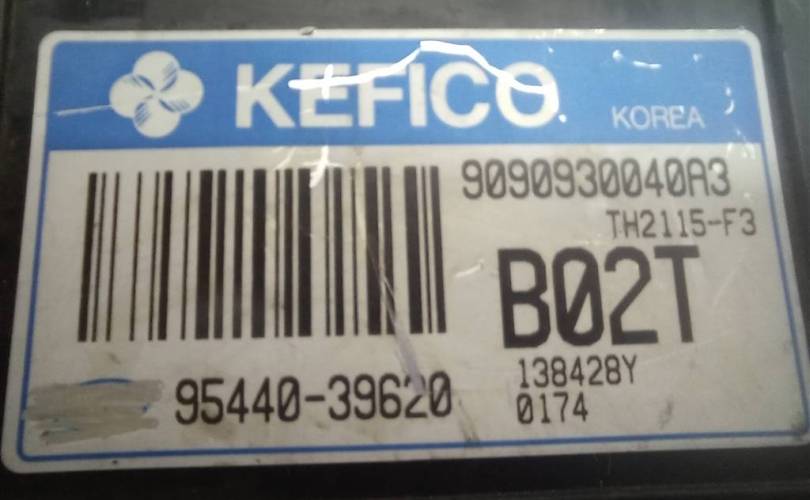 KEFICO
KOREA
9090930040A3
TH2115-F3
B02T
138428Y
95440-39620
0174